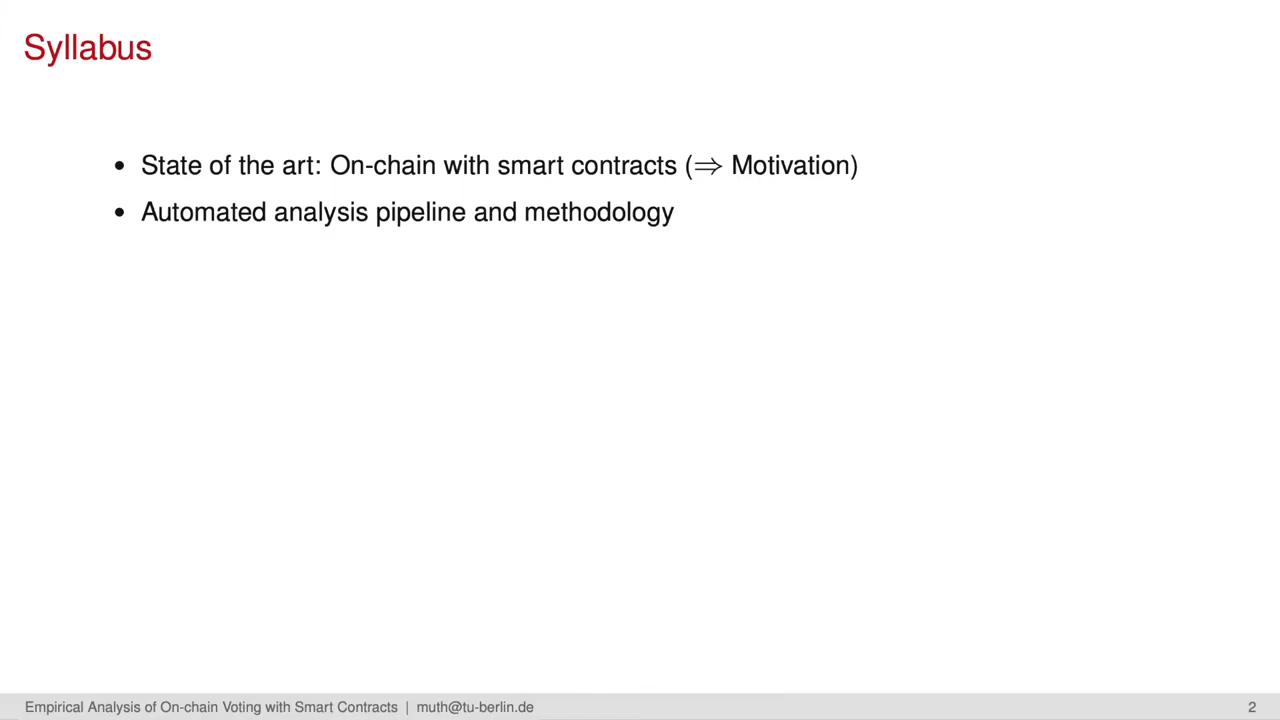 Syllabus
• State of the art: On-chain with smart contracts (⇒ Motivation)
• Automated analysis pipeline and methodology
Empirical Analysis of On-chain Voting with Smart Contracts | muth@tu-berlin.de 2